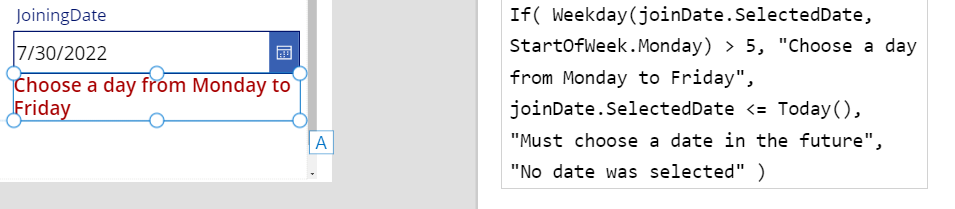 JoiningDate
7/30/2022
Choose a day from Monday to
Friday
A
If( Weekday(joinDate.SelectedDate,
StartOfWeek.Monday) > 5, "Choose a day
from Monday to Friday",
joinDate.SelectedDate <= Today(),
"Must choose a date in the future",
"No date was selected" )